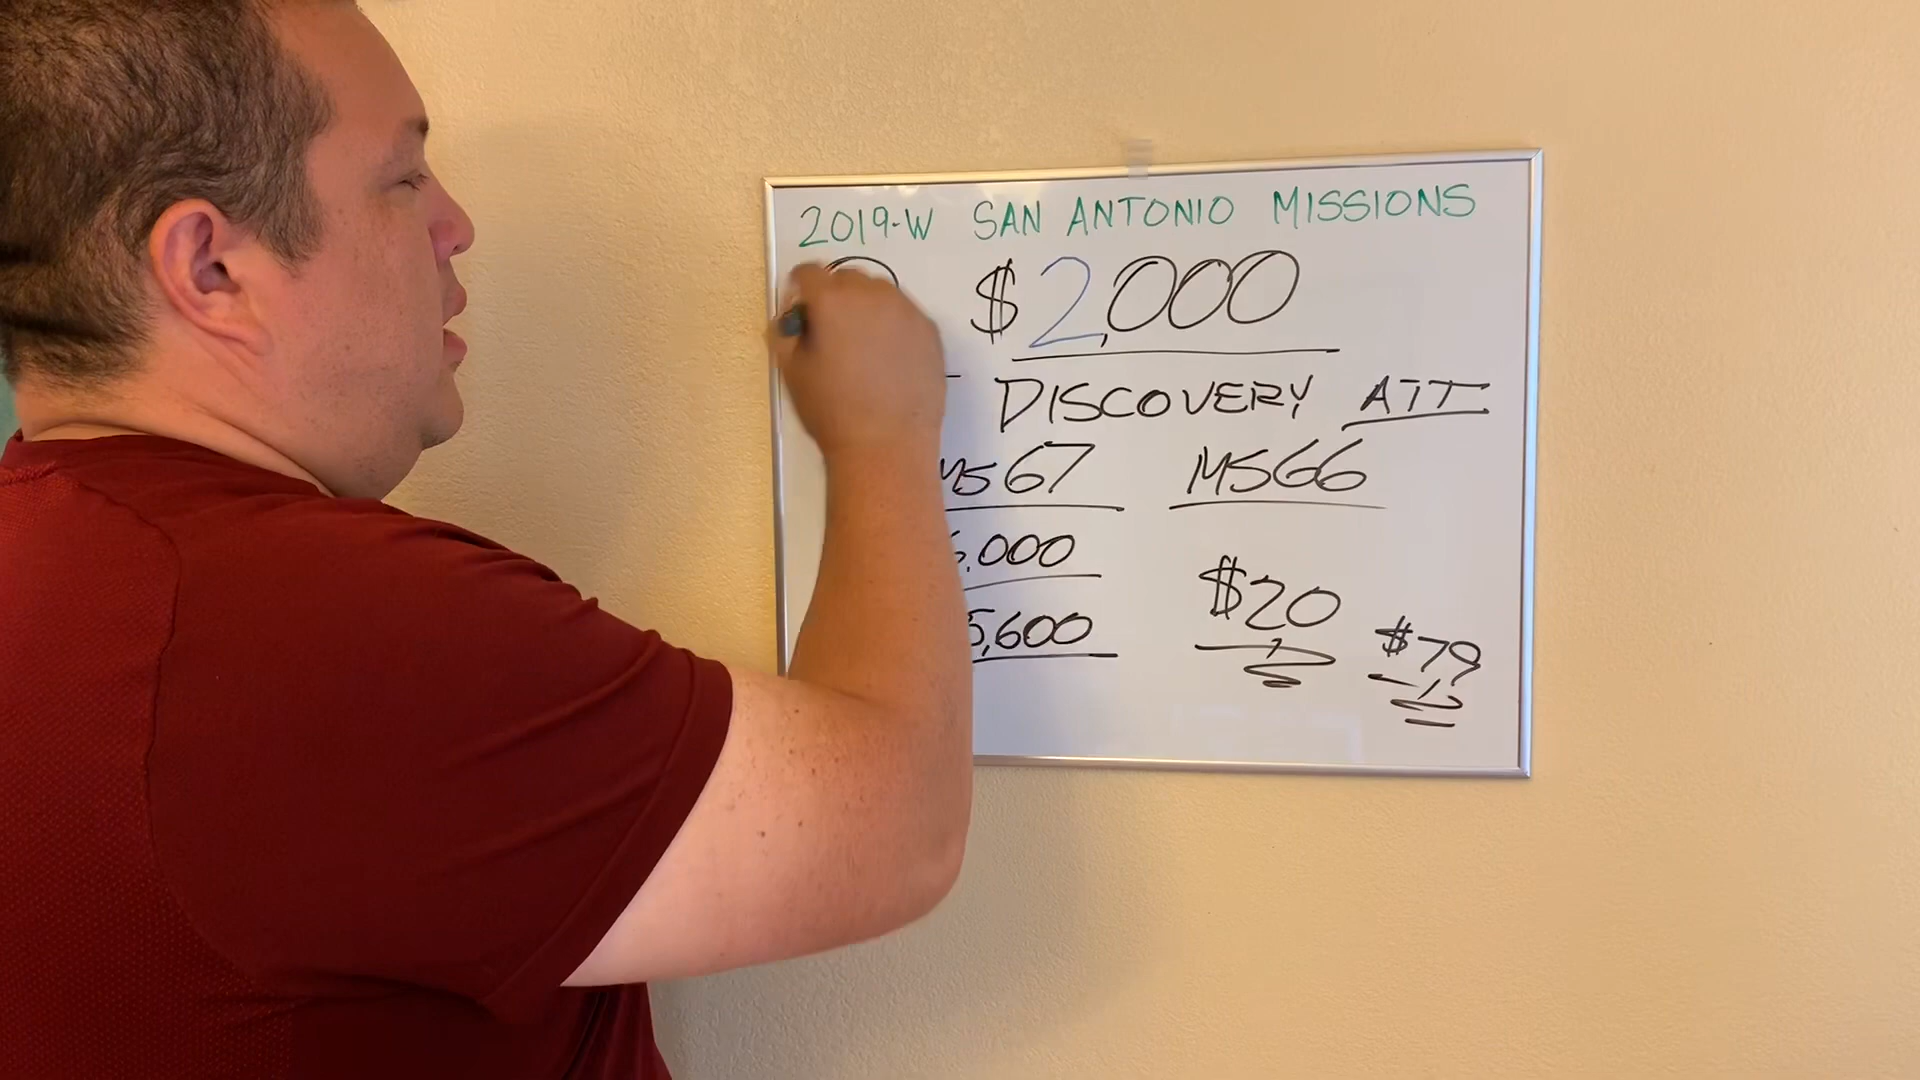 2019-W SAN ANTONIO MISSIONS
$2,000
DISCOVERY ATT
MS67 MS66
,000
5,600
$20
$79